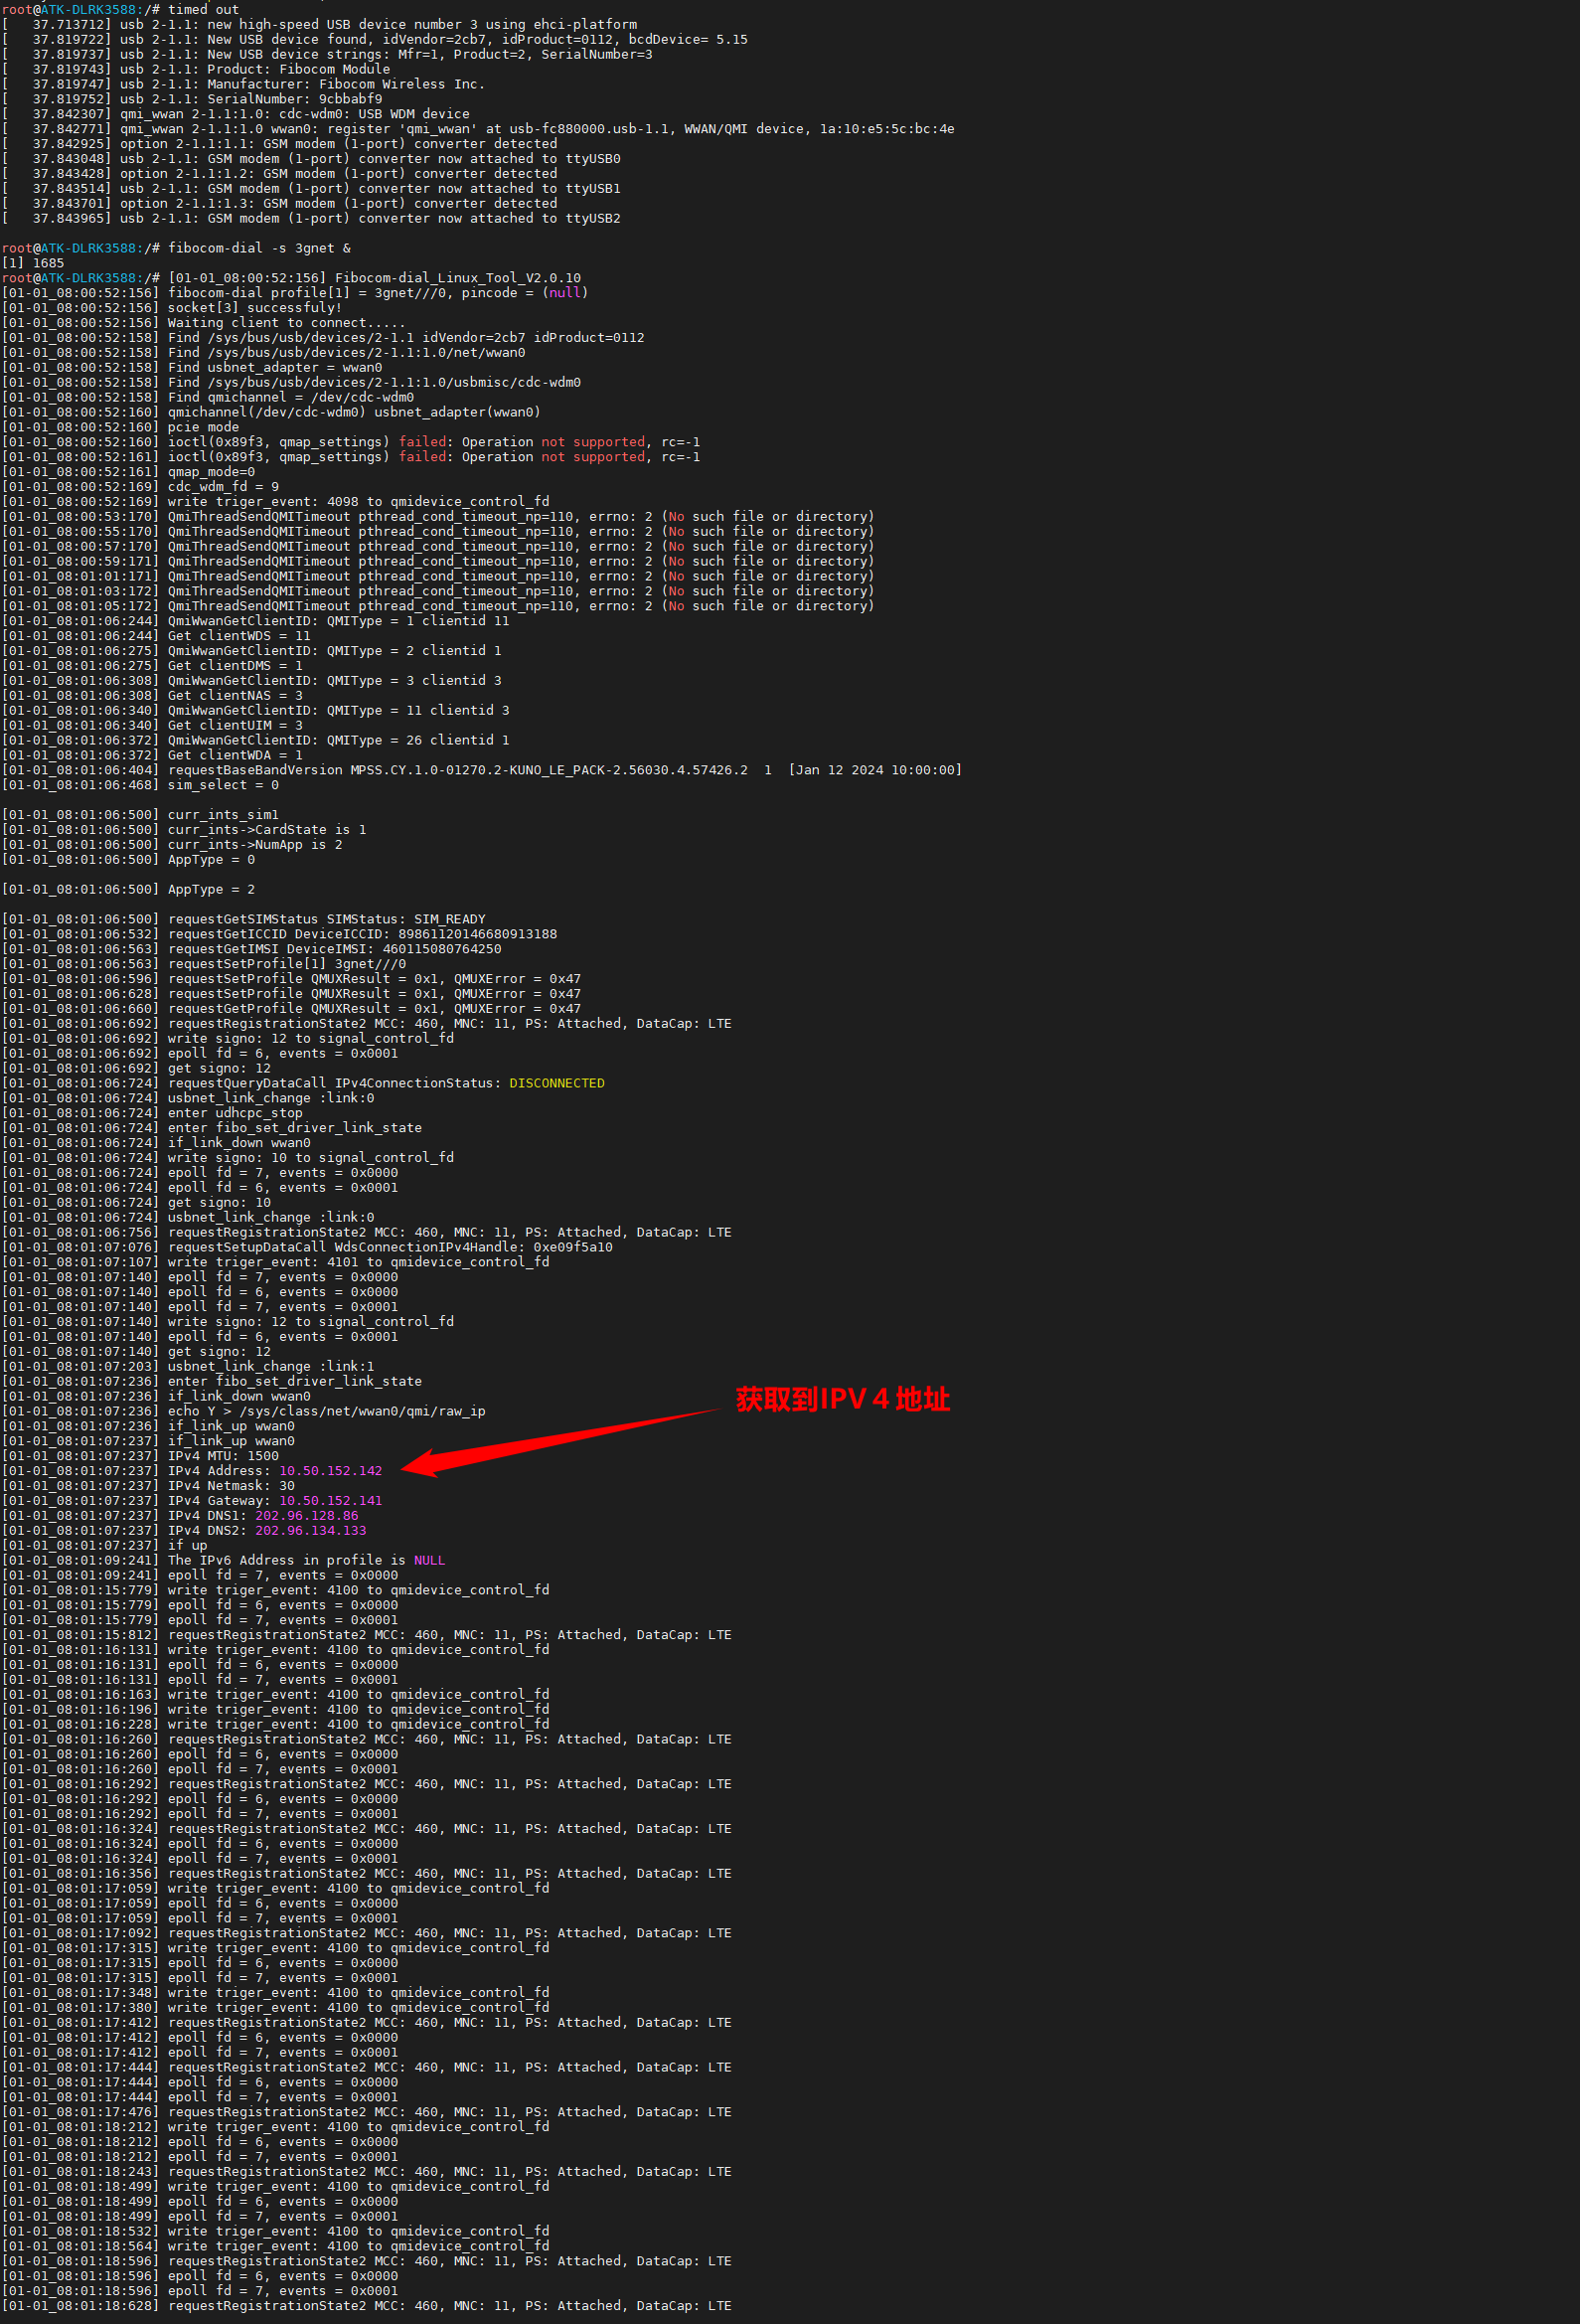 root@ATK-DLRK3588:/# timed out
[   37.713712] usb 2-1.1: new high-speed USB device number 3 using ehci-platform
[   37.819722] usb 2-1.1: New USB device found, idVendor=2cb7, idProduct=0112, bcdDevice= 5.15
[   37.819737] usb 2-1.1: New USB device strings: Mfr=1, Product=2, SerialNumber=3
[   37.819743] usb 2-1.1: Product: Fibocom Module
[   37.819747] usb 2-1.1: Manufacturer: Fibocom Wireless Inc.
[   37.819752] usb 2-1.1: SerialNumber: 9cbbabf9
[   37.842307] qmi_wwan 2-1.1:1.0: cdc-wdm0: USB WDM device
[   37.842771] qmi_wwan 2-1.1:1.0 wwan0: register 'qmi_wwan' at usb-fc880000.usb-1.1, WWAN/QMI device, 1a:10:e5:5c:bc:4e
[   37.842925] option 2-1.1:1.1: GSM modem (1-port) converter detected
[   37.843048] usb 2-1.1: GSM modem (1-port) converter now attached to ttyUSB0
[   37.843428] option 2-1.1:1.2: GSM modem (1-port) converter detected
[   37.843514] usb 2-1.1: GSM modem (1-port) converter now attached to ttyUSB1
[   37.843701] option 2-1.1:1.3: GSM modem (1-port) converter detected
[   37.843965] usb 2-1.1: GSM modem (1-port) converter now attached to ttyUSB2
root@ATK-DLRK3588:/# fibocom-dial -s 3gnet &
[1] 1685
root@ATK-DLRK3588:/# [01-01_08:00:52:156] Fibocom-dial_Linux_Tool_V2.0.10
[01-01_08:00:52:156] fibocom-dial profile[1] = 3gnet///0, pincode = (null)
[01-01_08:00:52:156] socket[3] successfuly!
[01-01_08:00:52:156] Waiting client to connect.....
[01-01_08:00:52:158] Find /sys/bus/usb/devices/2-1.1 idVendor=2cb7 idProduct=0112
[01-01_08:00:52:158] Find /sys/bus/usb/devices/2-1.1:1.0/net/wwan0
[01-01_08:00:52:158] Find usbnet_adapter = wwan0
[01-01_08:00:52:158] Find /sys/bus/usb/devices/2-1.1:1.0/usbmisc/cdc-wdm0
[01-01_08:00:52:158] Find qmichannel = /dev/cdc-wdm0
[01-01_08:00:52:160] qmichannel(/dev/cdc-wdm0) usbnet_adapter(wwan0)
[01-01_08:00:52:160] pcie mode
[01-01_08:00:52:160] ioctl(0x89f3, qmap_settings) failed: Operation not supported, rc=-1
[01-01_08:00:52:161] ioctl(0x89f3, qmap_settings) failed: Operation not supported, rc=-1
[01-01_08:00:52:161] qmap_mode=0
[01-01_08:00:52:169] cdc_wdm_fd = 9
[01-01_08:00:52:169] write triger_event: 4098 to qmidevice_control_fd
[01-01_08:00:53:170] QmiThreadSendQMITimeout pthread_cond_timeout_np=110, errno: 2 (No such file or directory)
[01-01_08:00:55:170] QmiThreadSendQMITimeout pthread_cond_timeout_np=110, errno: 2 (No such file or directory)
[01-01_08:00:57:170] QmiThreadSendQMITimeout pthread_cond_timeout_np=110, errno: 2 (No such file or directory)
[01-01_08:00:59:171] QmiThreadSendQMITimeout pthread_cond_timeout_np=110, errno: 2 (No such file or directory)
[01-01_08:01:01:171] QmiThreadSendQMITimeout pthread_cond_timeout_np=110, errno: 2 (No such file or directory)
[01-01_08:01:03:172] QmiThreadSendQMITimeout pthread_cond_timeout_np=110, errno: 2 (No such file or directory)
[01-01_08:01:05:172] QmiThreadSendQMITimeout pthread_cond_timeout_np=110, errno: 2 (No such file or directory)
[01-01_08:01:06:244] QmiWwanGetClientID: QMIType = 1 clientid 11
[01-01_08:01:06:244] Get clientWDS = 11
[01-01_08:01:06:275] QmiWwanGetClientID: QMIType = 2 clientid 1
[01-01_08:01:06:275] Get clientDMS = 1
[01-01_08:01:06:308] QmiWwanGetClientID: QMIType = 3 clientid 3
[01-01_08:01:06:308] Get clientNAS = 3
[01-01_08:01:06:340] QmiWwanGetClientID: QMIType = 11 clientid 3
[01-01_08:01:06:340] Get clientUIM = 3
[01-01_08:01:06:372] QmiWwanGetClientID: QMIType = 26 clientid 1
[01-01_08:01:06:372] Get clientWDA = 1
[01-01_08:01:06:404] requestBaseBandVersion MPSS.CY.1.0-01270.2-KUNO_LE_PACK-2.56030.4.57426.2  1  [Jan 12 2024 10:00:00]
[01-01_08:01:06:468] sim_select = 0
[01-01_08:01:06:500] curr_ints_sim1
[01-01_08:01:06:500] curr_ints->CardState is 1
[01-01_08:01:06:500] curr_ints->NumApp is 2
[01-01_08:01:06:500] AppType = 0
[01-01_08:01:06:500] AppType = 2
[01-01_08:01:06:500] requestGetSIMStatus SIMStatus: SIM_READY
[01-01_08:01:06:532] requestGetICCID DeviceICCID: 89861120146680913188
[01-01_08:01:06:563] requestGetIMSI DeviceIMSI: 460115080764250
[01-01_08:01:06:563] requestSetProfile[1] 3gnet///0
[01-01_08:01:06:596] requestSetProfile QMUXResult = 0x1, QMUXError = 0x47
[01-01_08:01:06:628] requestSetProfile QMUXResult = 0x1, QMUXError = 0x47
[01-01_08:01:06:660] requestGetProfile QMUXResult = 0x1, QMUXError = 0x47
[01-01_08:01:06:692] requestRegistrationState2 MCC: 460, MNC: 11, PS: Attached, DataCap: LTE
[01-01_08:01:06:692] write signo: 12 to signal_control_fd
[01-01_08:01:06:692] epoll fd = 6, events = 0x0001
[01-01_08:01:06:692] get signo: 12
[01-01_08:01:06:724] requestQueryDataCall IPv4ConnectionStatus: DISCONNECTED
[01-01_08:01:06:724] usbnet_link_change :link:0
[01-01_08:01:06:724] enter udhcpc_stop
[01-01_08:01:06:724] enter fibo_set_driver_link_state
[01-01_08:01:06:724] if_link_down wwan0
[01-01_08:01:06:724] write signo: 10 to signal_control_fd
[01-01_08:01:06:724] epoll fd = 7, events = 0x0000
[01-01_08:01:06:724] epoll fd = 6, events = 0x0001
[01-01_08:01:06:724] get signo: 10
[01-01_08:01:06:724] usbnet_link_change :link:0
[01-01_08:01:06:756] requestRegistrationState2 MCC: 460, MNC: 11, PS: Attached, DataCap: LTE
[01-01_08:01:07:076] requestSetupDataCall WdsConnectionIPv4Handle: 0xe09f5a10
[01-01_08:01:07:107] write triger_event: 4101 to qmidevice_control_fd
[01-01_08:01:07:140] epoll fd = 7, events = 0x0000
[01-01_08:01:07:140] epoll fd = 6, events = 0x0000
[01-01_08:01:07:140] epoll fd = 7, events = 0x0001
[01-01_08:01:07:140] write signo: 12 to signal_control_fd
[01-01_08:01:07:140] epoll fd = 6, events = 0x0001
[01-01_08:01:07:140] get signo: 12
[01-01_08:01:07:203] usbnet_link_change :link:1
[01-01_08:01:07:236] enter fibo_set_driver_link_state
[01-01_08:01:07:236] if_link_down wwan0
获取到IPV４地址
[01-01_08:01:07:236] echo Y > /sys/class/net/wwan0/qmi/raw_ip
[01-01_08:01:07:236] if_link_up wwan0
[01-01_08:01:07:237] if_link_up wwan0
[01-01_08:01:07:237] IPv4 MTU: 1500
[01-01_08:01:07:237] IPv4 Address: 10.50.152.142
[01-01_08:01:07:237] IPv4 Netmask: 30
[01-01_08:01:07:237] IPv4 Gateway: 10.50.152.141
[01-01_08:01:07:237] IPv4 DNS1: 202.96.128.86
[01-01_08:01:07:237] IPv4 DNS2: 202.96.134.133
[01-01_08:01:07:237] if up
[01-01_08:01:09:241] The IPv6 Address in profile is NULL
[01-01_08:01:09:241] epoll fd = 7, events = 0x0000
[01-01_08:01:15:779] write triger_event: 4100 to qmidevice_control_fd
[01-01_08:01:15:779] epoll fd = 6, events = 0x0000
[01-01_08:01:15:779] epoll fd = 7, events = 0x0001
[01-01_08:01:15:812] requestRegistrationState2 MCC: 460, MNC: 11, PS: Attached, DataCap: LTE
[01-01_08:01:16:131] write triger_event: 4100 to qmidevice_control_fd
[01-01_08:01:16:131] epoll fd = 6, events = 0x0000
[01-01_08:01:16:131] epoll fd = 7, events = 0x0001
[01-01_08:01:16:163] write triger_event: 4100 to qmidevice_control_fd
[01-01_08:01:16:196] write triger_event: 4100 to qmidevice_control_fd
[01-01_08:01:16:228] write triger_event: 4100 to qmidevice_control_fd
[01-01_08:01:16:260] requestRegistrationState2 MCC: 460, MNC: 11, PS: Attached, DataCap: LTE
[01-01_08:01:16:260] epoll fd = 6, events = 0x0000
[01-01_08:01:16:260] epoll fd = 7, events = 0x0001
[01-01_08:01:16:292] requestRegistrationState2 MCC: 460, MNC: 11, PS: Attached, DataCap: LTE
[01-01_08:01:16:292] epoll fd = 6, events = 0x0000
[01-01_08:01:16:292] epoll fd = 7, events = 0x0001
[01-01_08:01:16:324] requestRegistrationState2 MCC: 460, MNC: 11, PS: Attached, DataCap: LTE
[01-01_08:01:16:324] epoll fd = 6, events = 0x0000
[01-01_08:01:16:324] epoll fd = 7, events = 0x0001
[01-01_08:01:16:356] requestRegistrationState2 MCC: 460, MNC: 11, PS: Attached, DataCap: LTE
[01-01_08:01:17:059] write triger_event: 4100 to qmidevice_control_fd
[01-01_08:01:17:059] epoll fd = 6, events = 0x0000
[01-01_08:01:17:059] epoll fd = 7, events = 0x0001
[01-01_08:01:17:092] requestRegistrationState2 MCC: 460, MNC: 11, PS: Attached, DataCap: LTE
[01-01_08:01:17:315] write triger_event: 4100 to qmidevice_control_fd
[01-01_08:01:17:315] epoll fd = 6, events = 0x0000
[01-01_08:01:17:315] epoll fd = 7, events = 0x0001
[01-01_08:01:17:348] write triger_event: 4100 to qmidevice_control_fd
[01-01_08:01:17:380] write triger_event: 4100 to qmidevice_control_fd
[01-01_08:01:17:412] requestRegistrationState2 MCC: 460, MNC: 11, PS: Attached, DataCap: LTE
[01-01_08:01:17:412] epoll fd = 6, events = 0x0000
[01-01_08:01:17:412] epoll fd = 7, events = 0x0001
[01-01_08:01:17:444] requestRegistrationState2 MCC: 460, MNC: 11, PS: Attached, DataCap: LTE
[01-01_08:01:17:444] epoll fd = 6, events = 0x0000
[01-01_08:01:17:444] epoll fd = 7, events = 0x0001
[01-01_08:01:17:476] requestRegistrationState2 MCC: 460, MNC: 11, PS: Attached, DataCap: LTE
[01-01_08:01:18:212] write triger_event: 4100 to qmidevice_control_fd
[01-01_08:01:18:212] epoll fd = 6, events = 0x0000
[01-01_08:01:18:212] epoll fd = 7, events = 0x0001
[01-01_08:01:18:243] requestRegistrationState2 MCC: 460, MNC: 11, PS: Attached, DataCap: LTE
[01-01_08:01:18:499] write triger_event: 4100 to qmidevice_control_fd
[01-01_08:01:18:499] epoll fd = 6, events = 0x0000
[01-01_08:01:18:499] epoll fd = 7, events = 0x0001
[01-01_08:01:18:532] write triger_event: 4100 to qmidevice_control_fd
[01-01_08:01:18:564] write triger_event: 4100 to qmidevice_control_fd
[01-01_08:01:18:596] requestRegistrationState2 MCC: 460, MNC: 11, PS: Attached, DataCap: LTE
[01-01_08:01:18:596] epoll fd = 6, events = 0x0000
[01-01_08:01:18:596] epoll fd = 7, events = 0x0001
[01-01_08:01:18:628] requestRegistrationState2 MCC: 460, MNC: 11, PS: Attached, DataCap: LTE